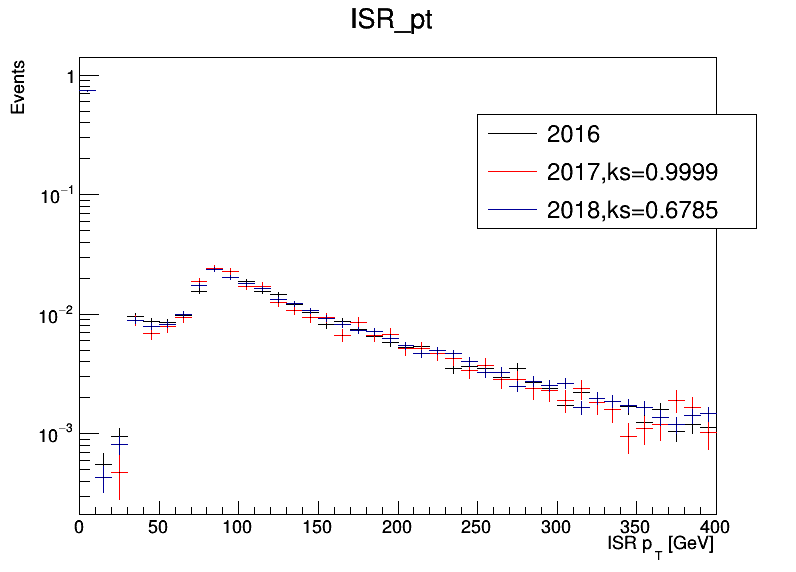 ISR_pt
Events
1
10⁻¹
10⁻²
10⁻³
2016
2017,ks=0.9999
2018,ks=0.6785
0 50 100 150 200 250 300 350 400
ISR p_T [GeV]